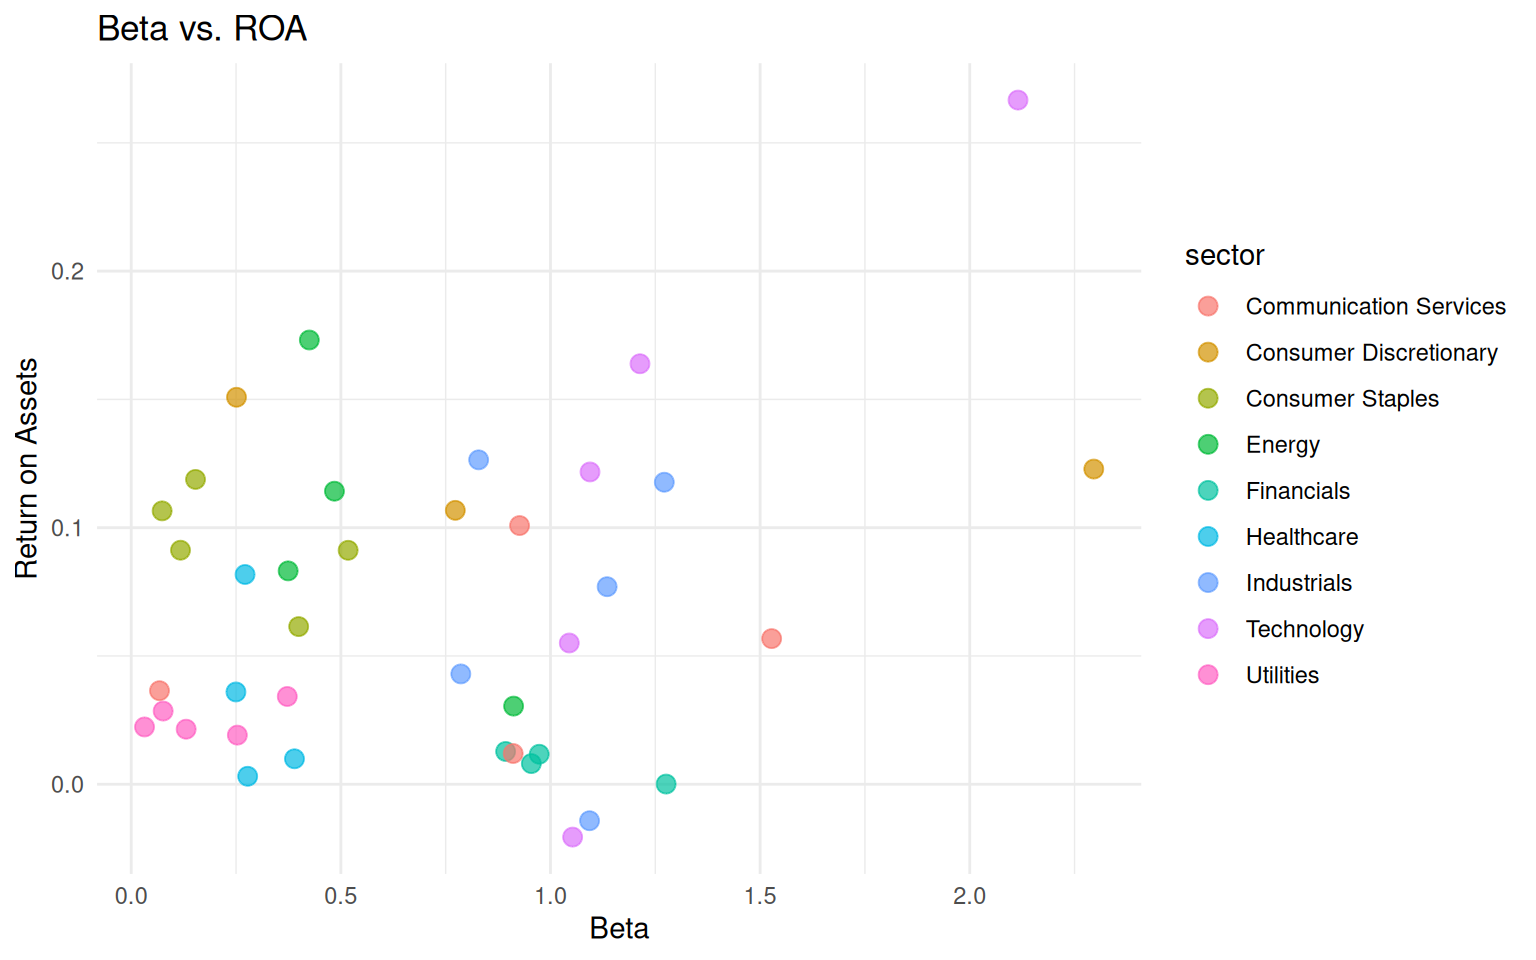 Beta vs. ROA
Return on Assets
0.2
0.1
0.0
0.0 0.5 1.0 1.5 2.0
Beta
sector
Communication Services
Consumer Discretionary
Consumer Staples
Energy
Financials
Healthcare
Industrials
Technology
Utilities